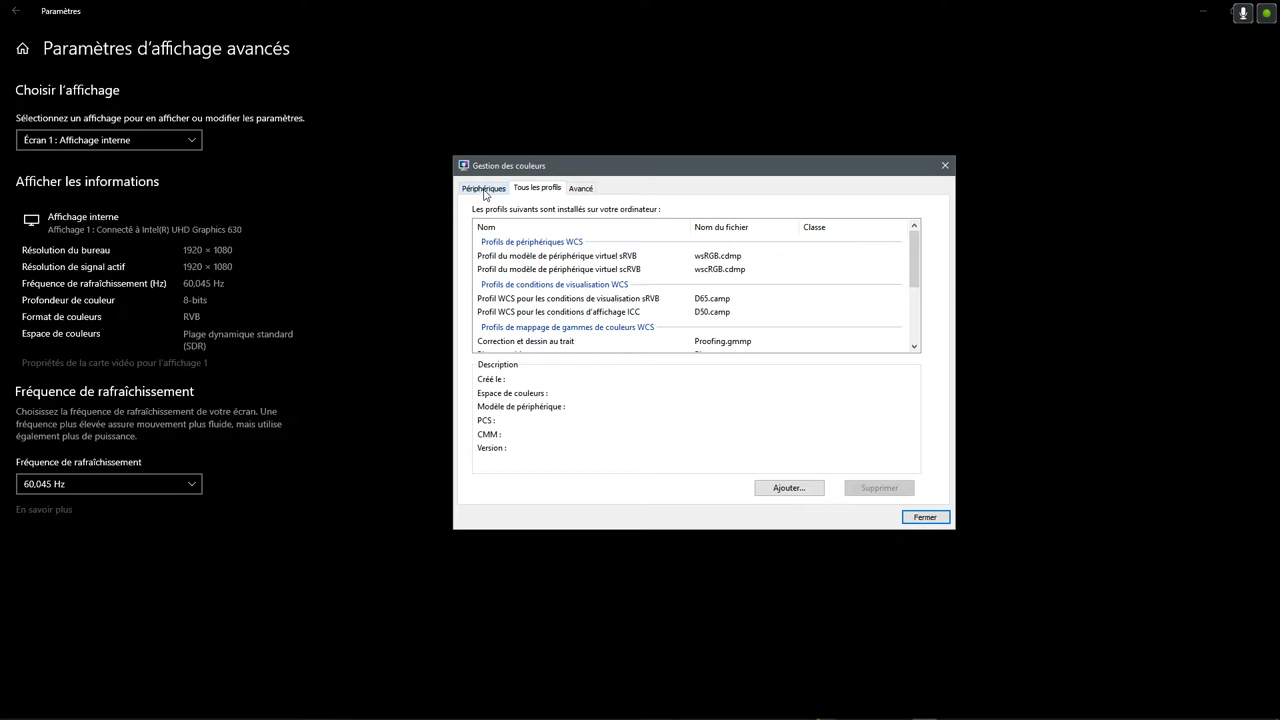 Paramètres
Paramètres d'affichage avancés
Choisir l'affichage
Sélectionnez un affichage pour en afficher ou modifier les paramètres.
Écran 1 : Affichage interne
Afficher les informations
Affichage interne
Affichage 1 : Connecté à Intel(R) UHD Graphics 630
Résolution du bureau 1920 × 1080
Résolution de signal actif 1920 × 1080
Fréquence de rafraîchissement (Hz) 60,045 Hz
Profondeur de couleur 8-bits
Format de couleurs RVB
Espace de couleurs Plage dynamique standard
(SDR)
Propriétés de la carte vidéo pour l'affichage 1
Fréquence de rafraîchissement
Choisissez la fréquence de rafraîchissement de votre écran. Une
fréquence plus élevée assure mouvement plus fluide, mais utilise
également plus de puissance.
Fréquence de rafraîchissement
60,045 Hz
En savoir plus
Gestion des couleurs
Périphériques Tous les profils Avancé
Les profils suivants sont installés sur votre ordinateur :
Nom Nom du fichier Classe
Profils de périphériques WCS
Profil du modèle de périphérique virtuel sRVB wsRGB.cdmp
Profil du modèle de périphérique virtuel scRVB wscRGB.cdmp
Profils de conditions de visualisation WCS
Profil WCS pour les conditions de visualisation sRVB D65.camp
Profil WCS pour les conditions d'affichage ICC D50.camp
Profils de mappage de gammes de couleurs WCS
Correction et dessin au trait Proofing.gmmp
Description
Créé le :
Espace de couleurs :
Modèle de périphérique :
PCS :
CMM :
Version :
Ajouter... Supprimer
Fermer